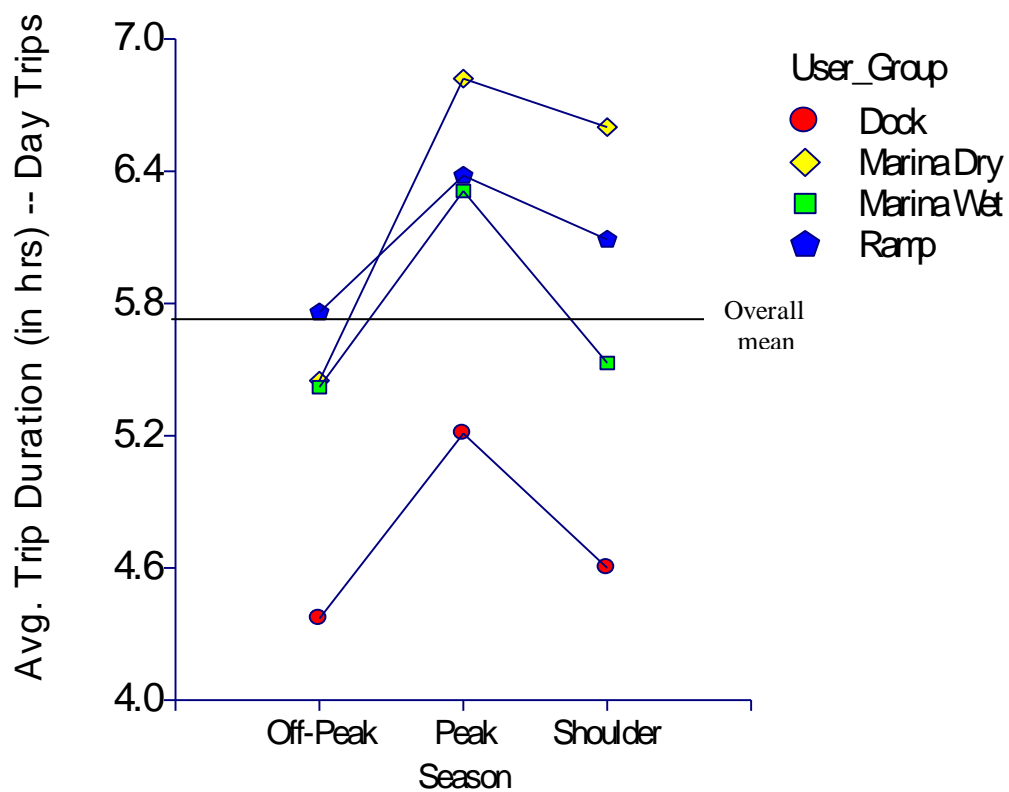 Avg. Trip Duration (in hrs) -- Day Trips
7.0
6.4
5.8
5.2
4.6
4.0
Off-Peak Peak Shoulder
Season
User_Group
Dock
Marina Dry
Marina Wet
Ramp
Overall
mean